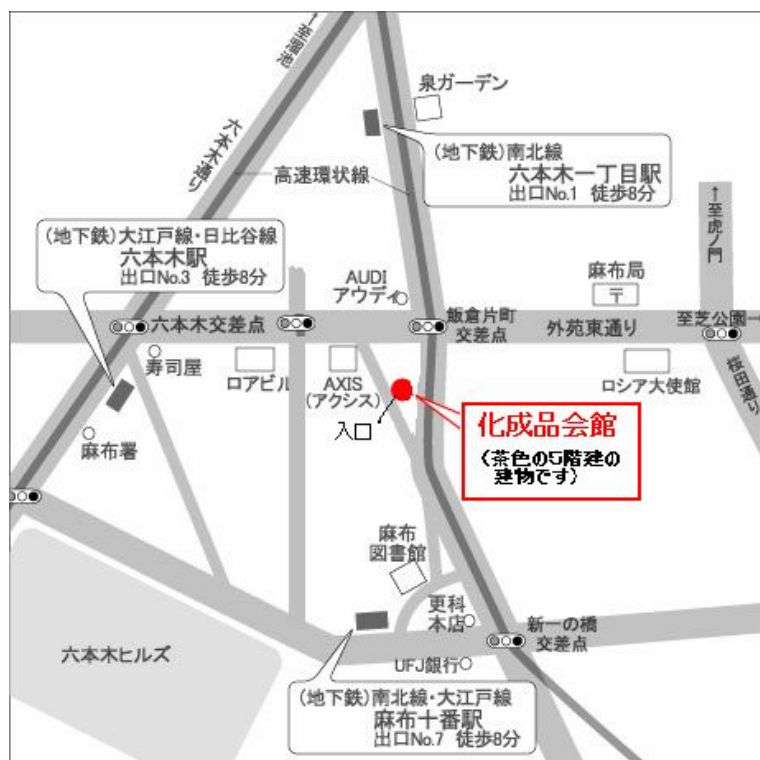 ↑至溜池
泉ガーデン
六本木通り
(地下鉄)南北線
六本木一丁目駅
出口No.1 徒歩8分
高速環状線
↑至虎ノ門
(地下鉄)大江戸線・日比谷線
六本木駅
出口No.3 徒歩8分
AUDI
アウディ
麻布局
〒
六本木交差点
飯倉片町
交差点
外苑東通り
至芝公園→
寿司屋
ロアビル
AXIS
(アクシス)
ロシア大使館
桜田通り
入口
化成品会館
(茶色の5階建の
建物です)
麻布署
麻布
図書館
更科
本店
新一の橋
交差点
六本木ヒルズ
UFJ銀行
(地下鉄)南北線・大江戸線
麻布十番駅
出口No.7 徒歩8分